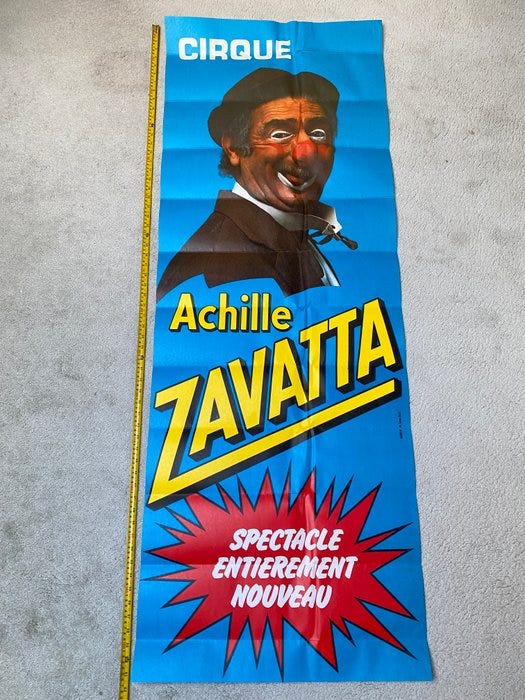 CIRQUE
Achille
ZAVATTA
SPECTACLE
ENTIEREMENT
NOUVEAU